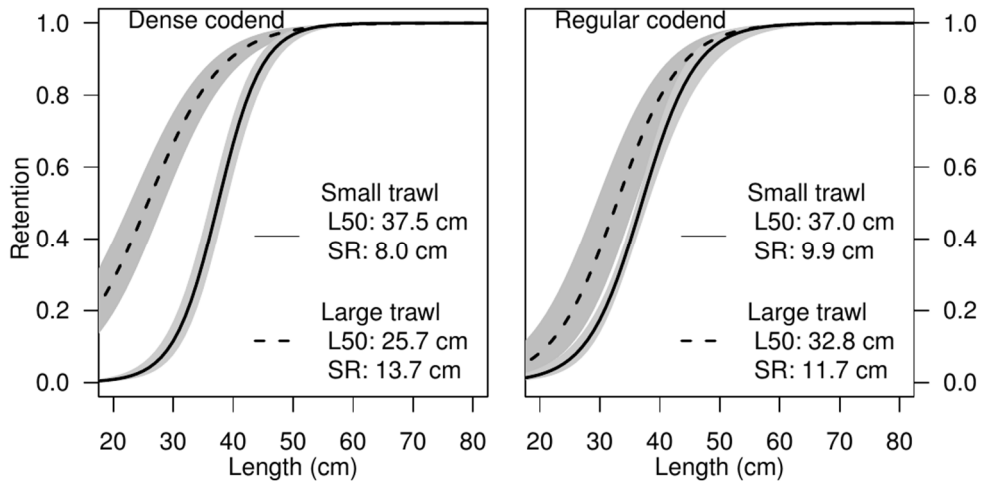 Dense codend
Regular codend
Retention
1.0
0.8
0.6
0.4
0.2
0.0
Small trawl
L50: 37.5 cm
SR: 8.0 cm
Large trawl
L50: 25.7 cm
SR: 13.7 cm
20 30 40 50 60 70 80
Length (cm)
Small trawl
L50: 37.0 cm
SR: 9.9 cm
Large trawl
L50: 32.8 cm
SR: 11.7 cm
1.0
0.8
0.6
0.4
0.2
0.0
20 30 40 50 60 70 80
Length (cm)